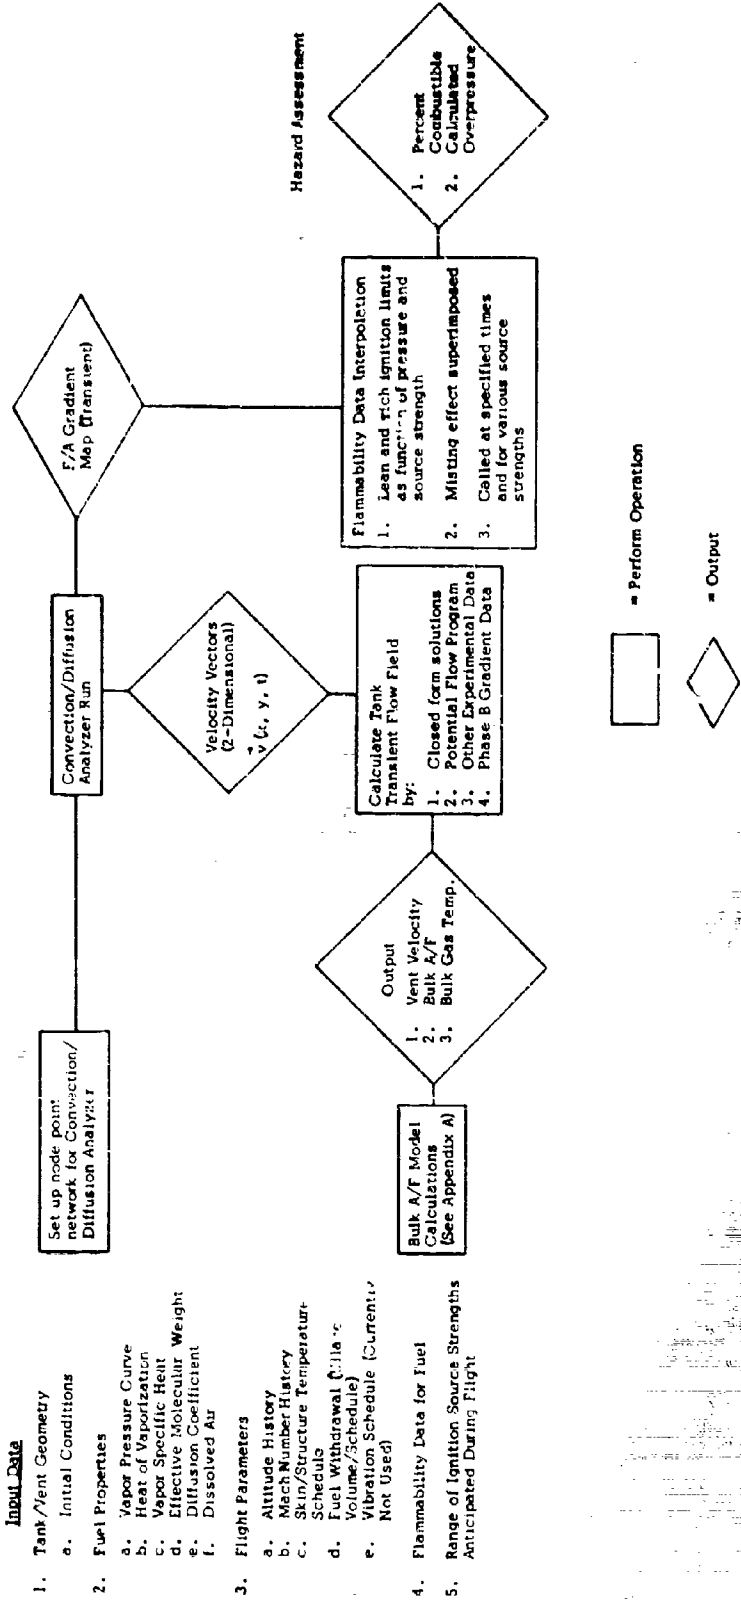 Input Data
1. Tank/Vent Geometry
a. Initial Conditions
2. Fuel Properties
a. Vapor Pressure Curve
b. Heat of Vaporization
c. Vapor Specific Heat
d. Effective Molecular Weight
e. Diffusion Coefficient
f. Dissolved Air
3. Flight Parameters
a. Altitude History
b. Mach Number History
c. Skin/Structure Temperature
Schedule
d. Fuel Withdrawal
Volume/Schedule)
e. Vibration Schedule (Currently
Not Used)
4. Flammability Data for Fuel
5. Range of Ignition Source Strengths
Anticipated During Flight
Set up node point
network for Convection/
Diffusion Analyzer
Convection/Diffusion
Analyzer Run
F/A Gradient
Map (Transient)
Velocity Vectors
(2-Dimensional)
v (x, y, t)
Bulk A/F Model
Calculations
(See Appendix A)
Output
1. Vent Velocity
2. Bulk A/F
3. Bulk Gas Temp.
Calculate Tank
Transient Flow Field
by:
1. Closed form solutions
2. Potential Flow Program
3. Other Experimental Data
4. Phase B Gradient Data
Flammability Data Interpoletion
1. Lean and rich ignition limits
as function of pressure and
source strength
2. Misting effect superimposed
3. Called at specified times
and for various source
strengths
Hazard Assessment
1. Percent
Combustible
2. Calculated
Overpressure
= Perform Operation
= Output